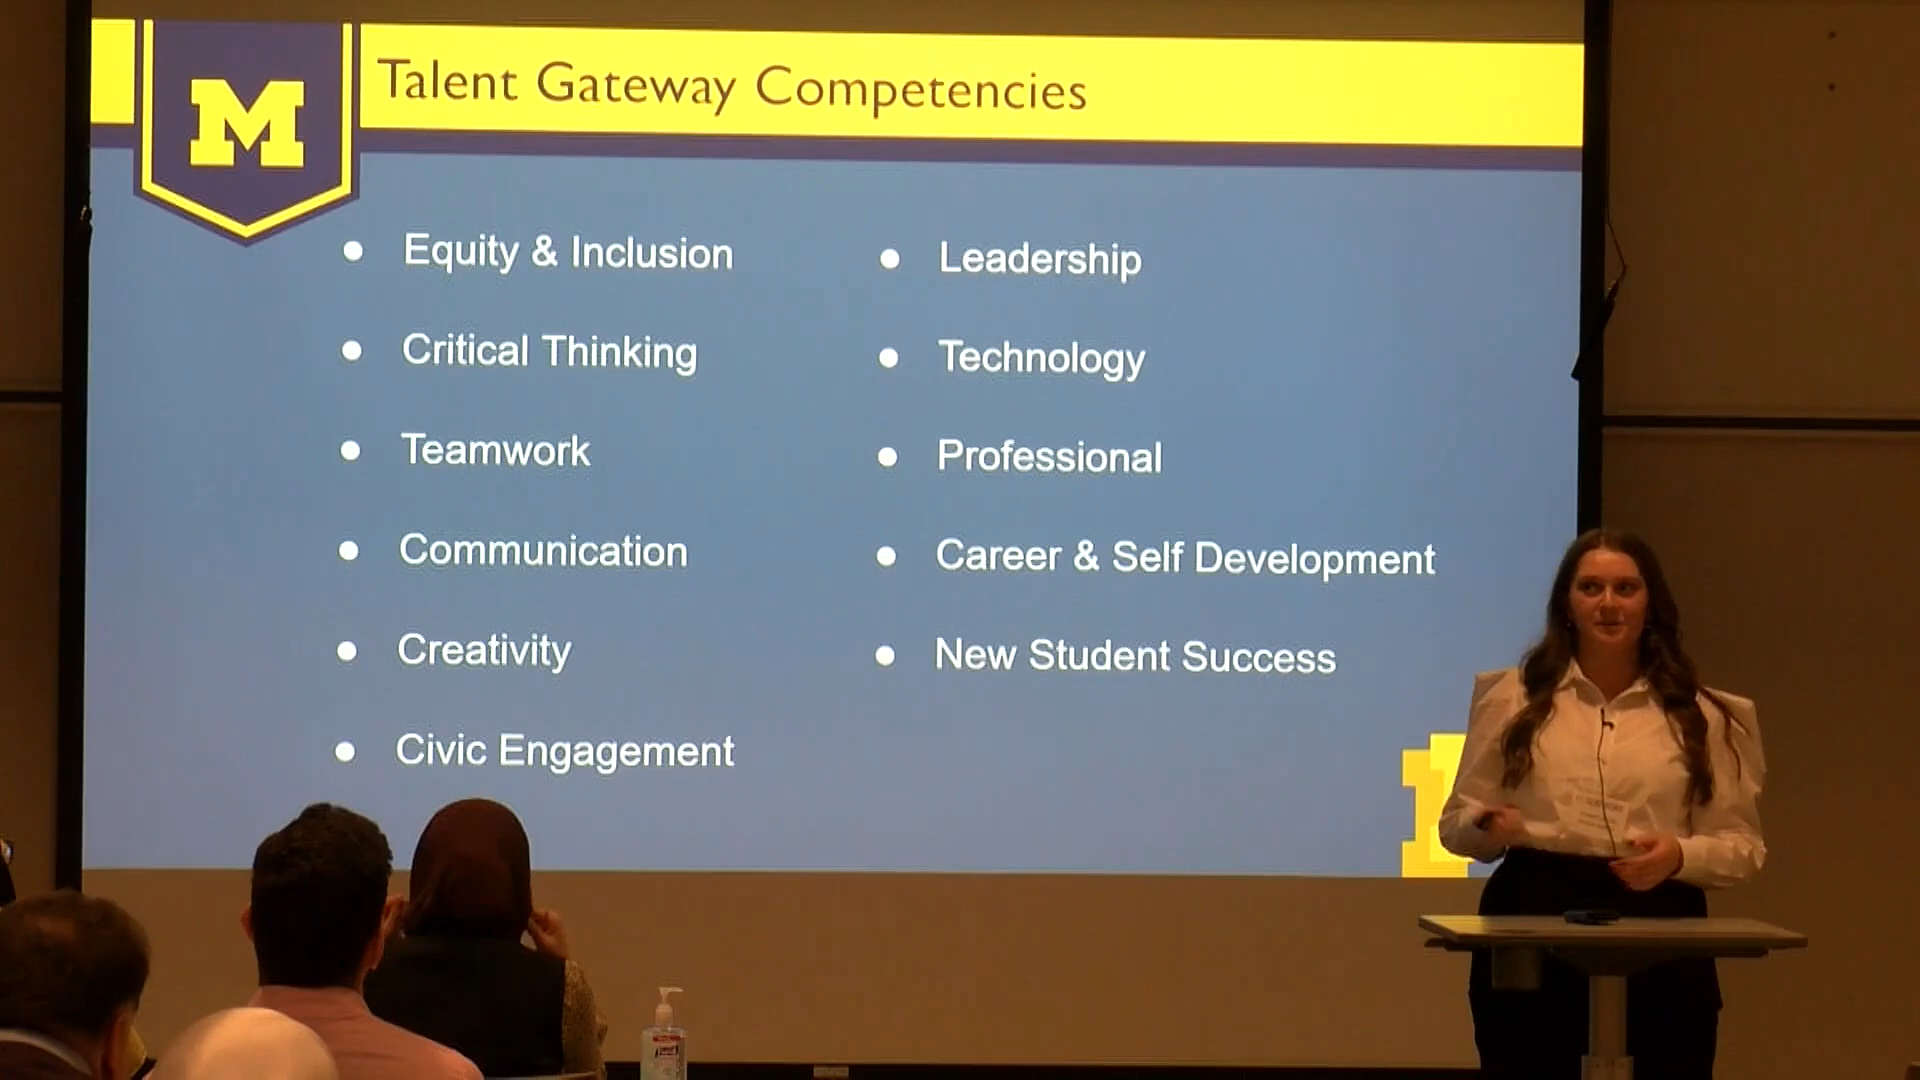 M
Talent Gateway Competencies
● Equity & Inclusion
● Critical Thinking
● Teamwork
● Communication
● Creativity
● Civic Engagement
● Leadership
● Technology
● Professional
● Career & Self Development
● New Student Success